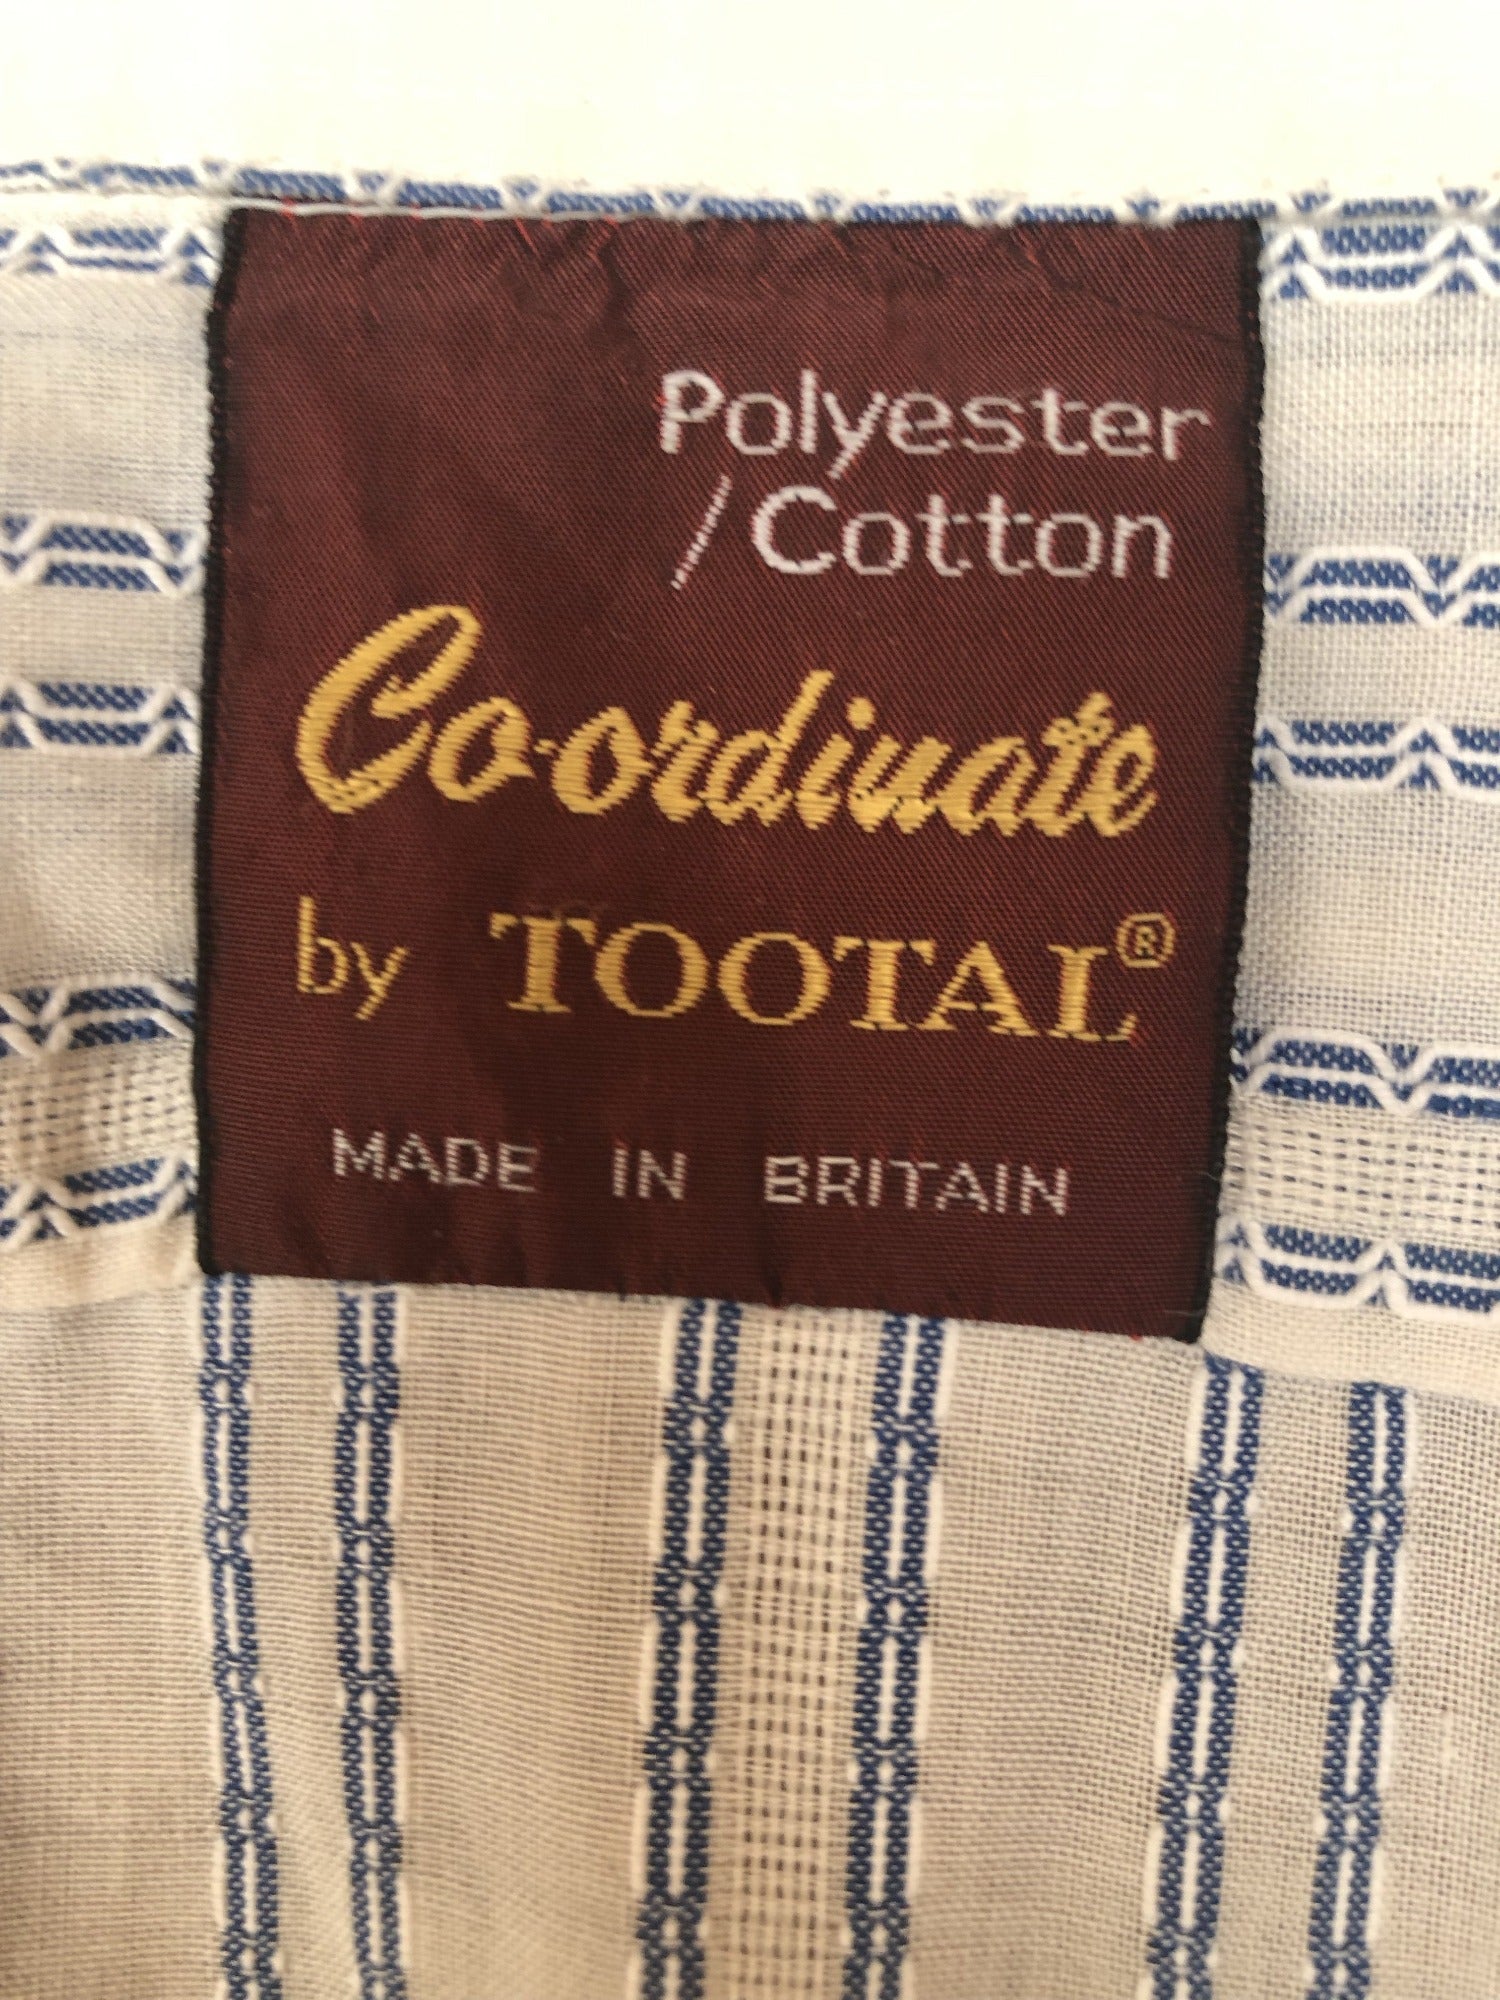 Polyester
/Cotton
Co-ordinate
by TOOTAL®
MADE IN BRITAIN